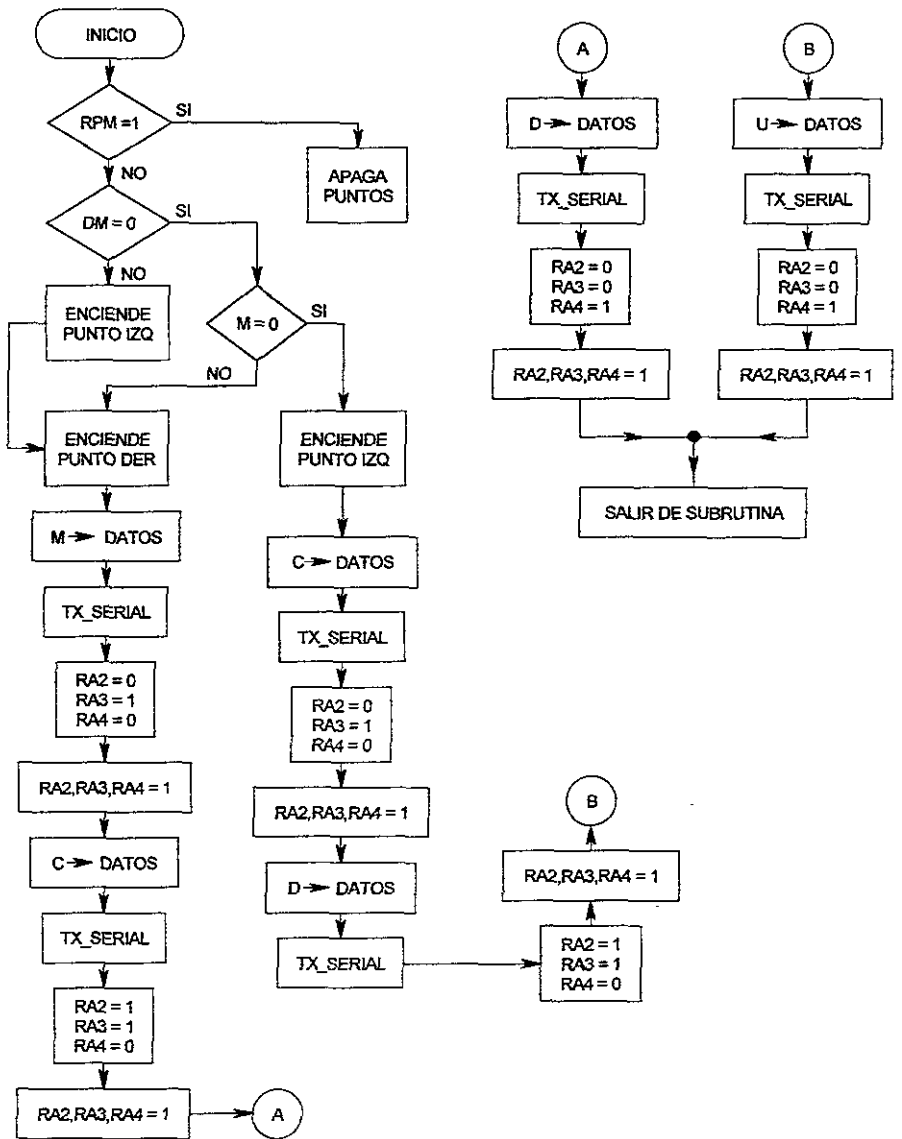 INICIO
RPM = 1
SI
NO
APAGA
PUNTOS
DM = 0
SI
NO
ENCIENDE
PUNTO IZQ
M = 0
SI
NO
ENCIENDE
PUNTO DER
M → DATOS
TX_SERIAL
RA2 = 0
RA3 = 1
RA4 = 0
RA2,RA3,RA4 = 1
C → DATOS
TX_SERIAL
RA2 = 1
RA3 = 1
RA4 = 0
RA2,RA3,RA4 = 1
A
ENCIENDE
PUNTO IZQ
C → DATOS
TX_SERIAL
RA2 = 0
RA3 = 1
RA4 = 0
RA2,RA3,RA4 = 1
D → DATOS
TX_SERIAL
RA2 = 1
RA3 = 1
RA4 = 0
RA2,RA3,RA4 = 1
B
A
D → DATOS
TX_SERIAL
RA2 = 0
RA3 = 0
RA4 = 1
RA2,RA3,RA4 = 1
B
U → DATOS
TX_SERIAL
RA2 = 0
RA3 = 0
RA4 = 1
RA2,RA3,RA4 = 1
SALIR DE SUBRUTINA